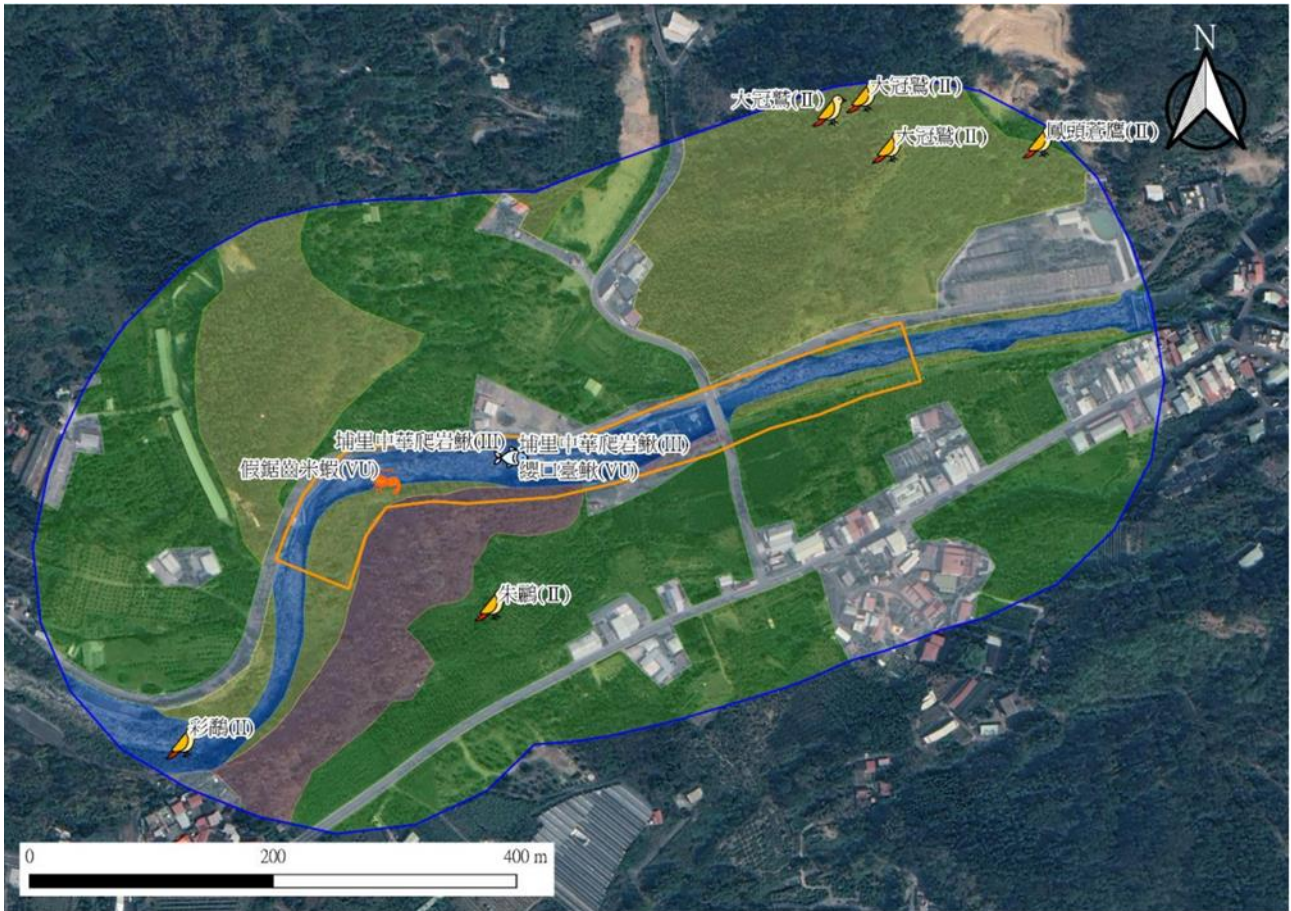 N
大冠鷲(II)
大冠鷲(II)
大冠鷲(II)
鳳頭蒼鷹(II)
埔里中華爬岩鰍(III)
埔里中華爬岩鰍(III)
假鋸齒米蝦(VU)
纓口臺鰍(VU)
朱鸝(II)
彩鷸(II)
0 200 400 m